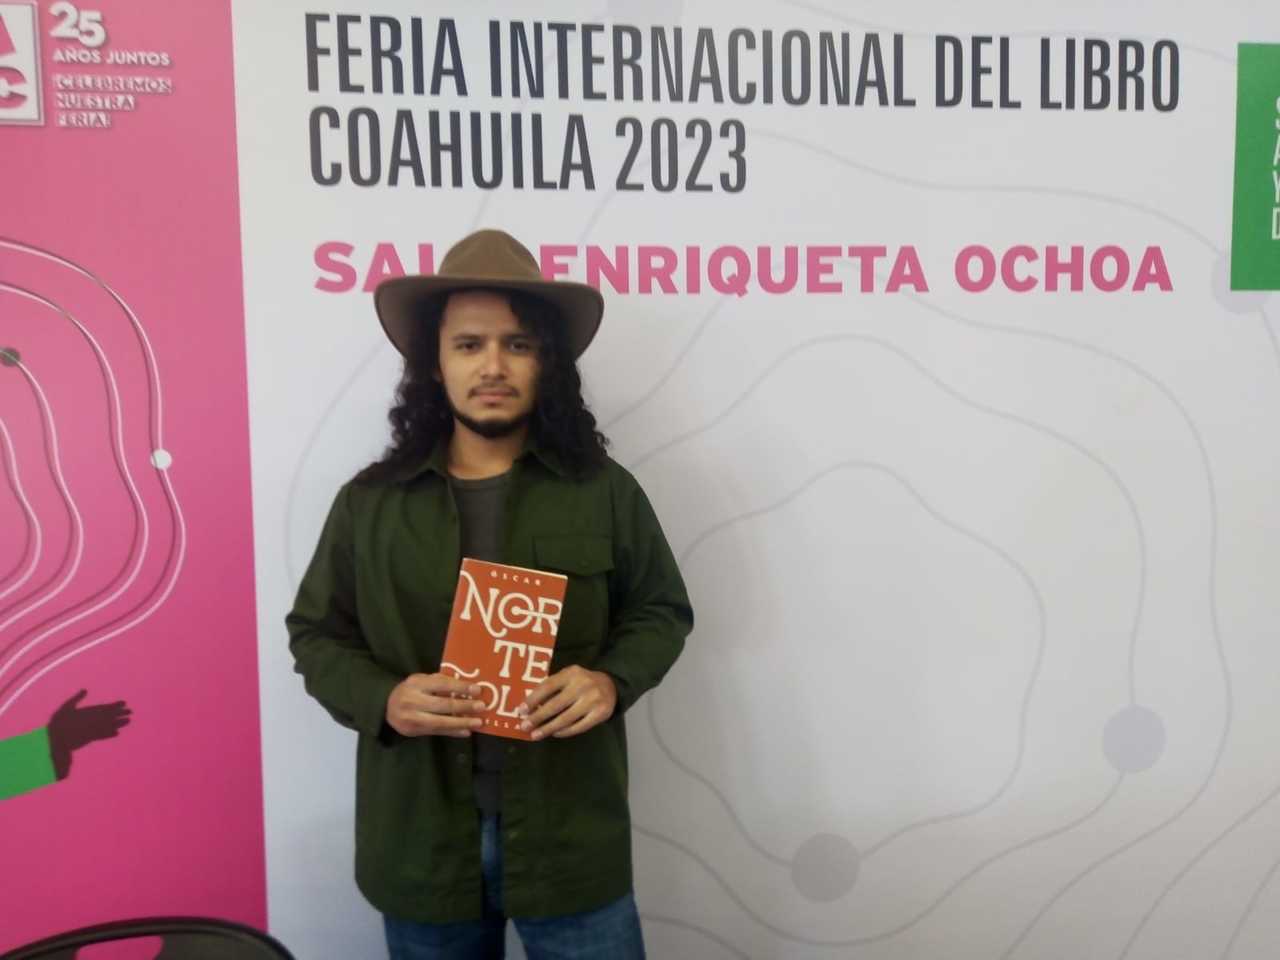 25
AÑOS JUNTOS
¡CELEBREMOS
NUESTRA
FERIA!
FERIA INTERNACIONAL DEL LIBRO
COAHUILA 2023
ENRIQUETA OCHOA
ÓSCAR
NOR
TE